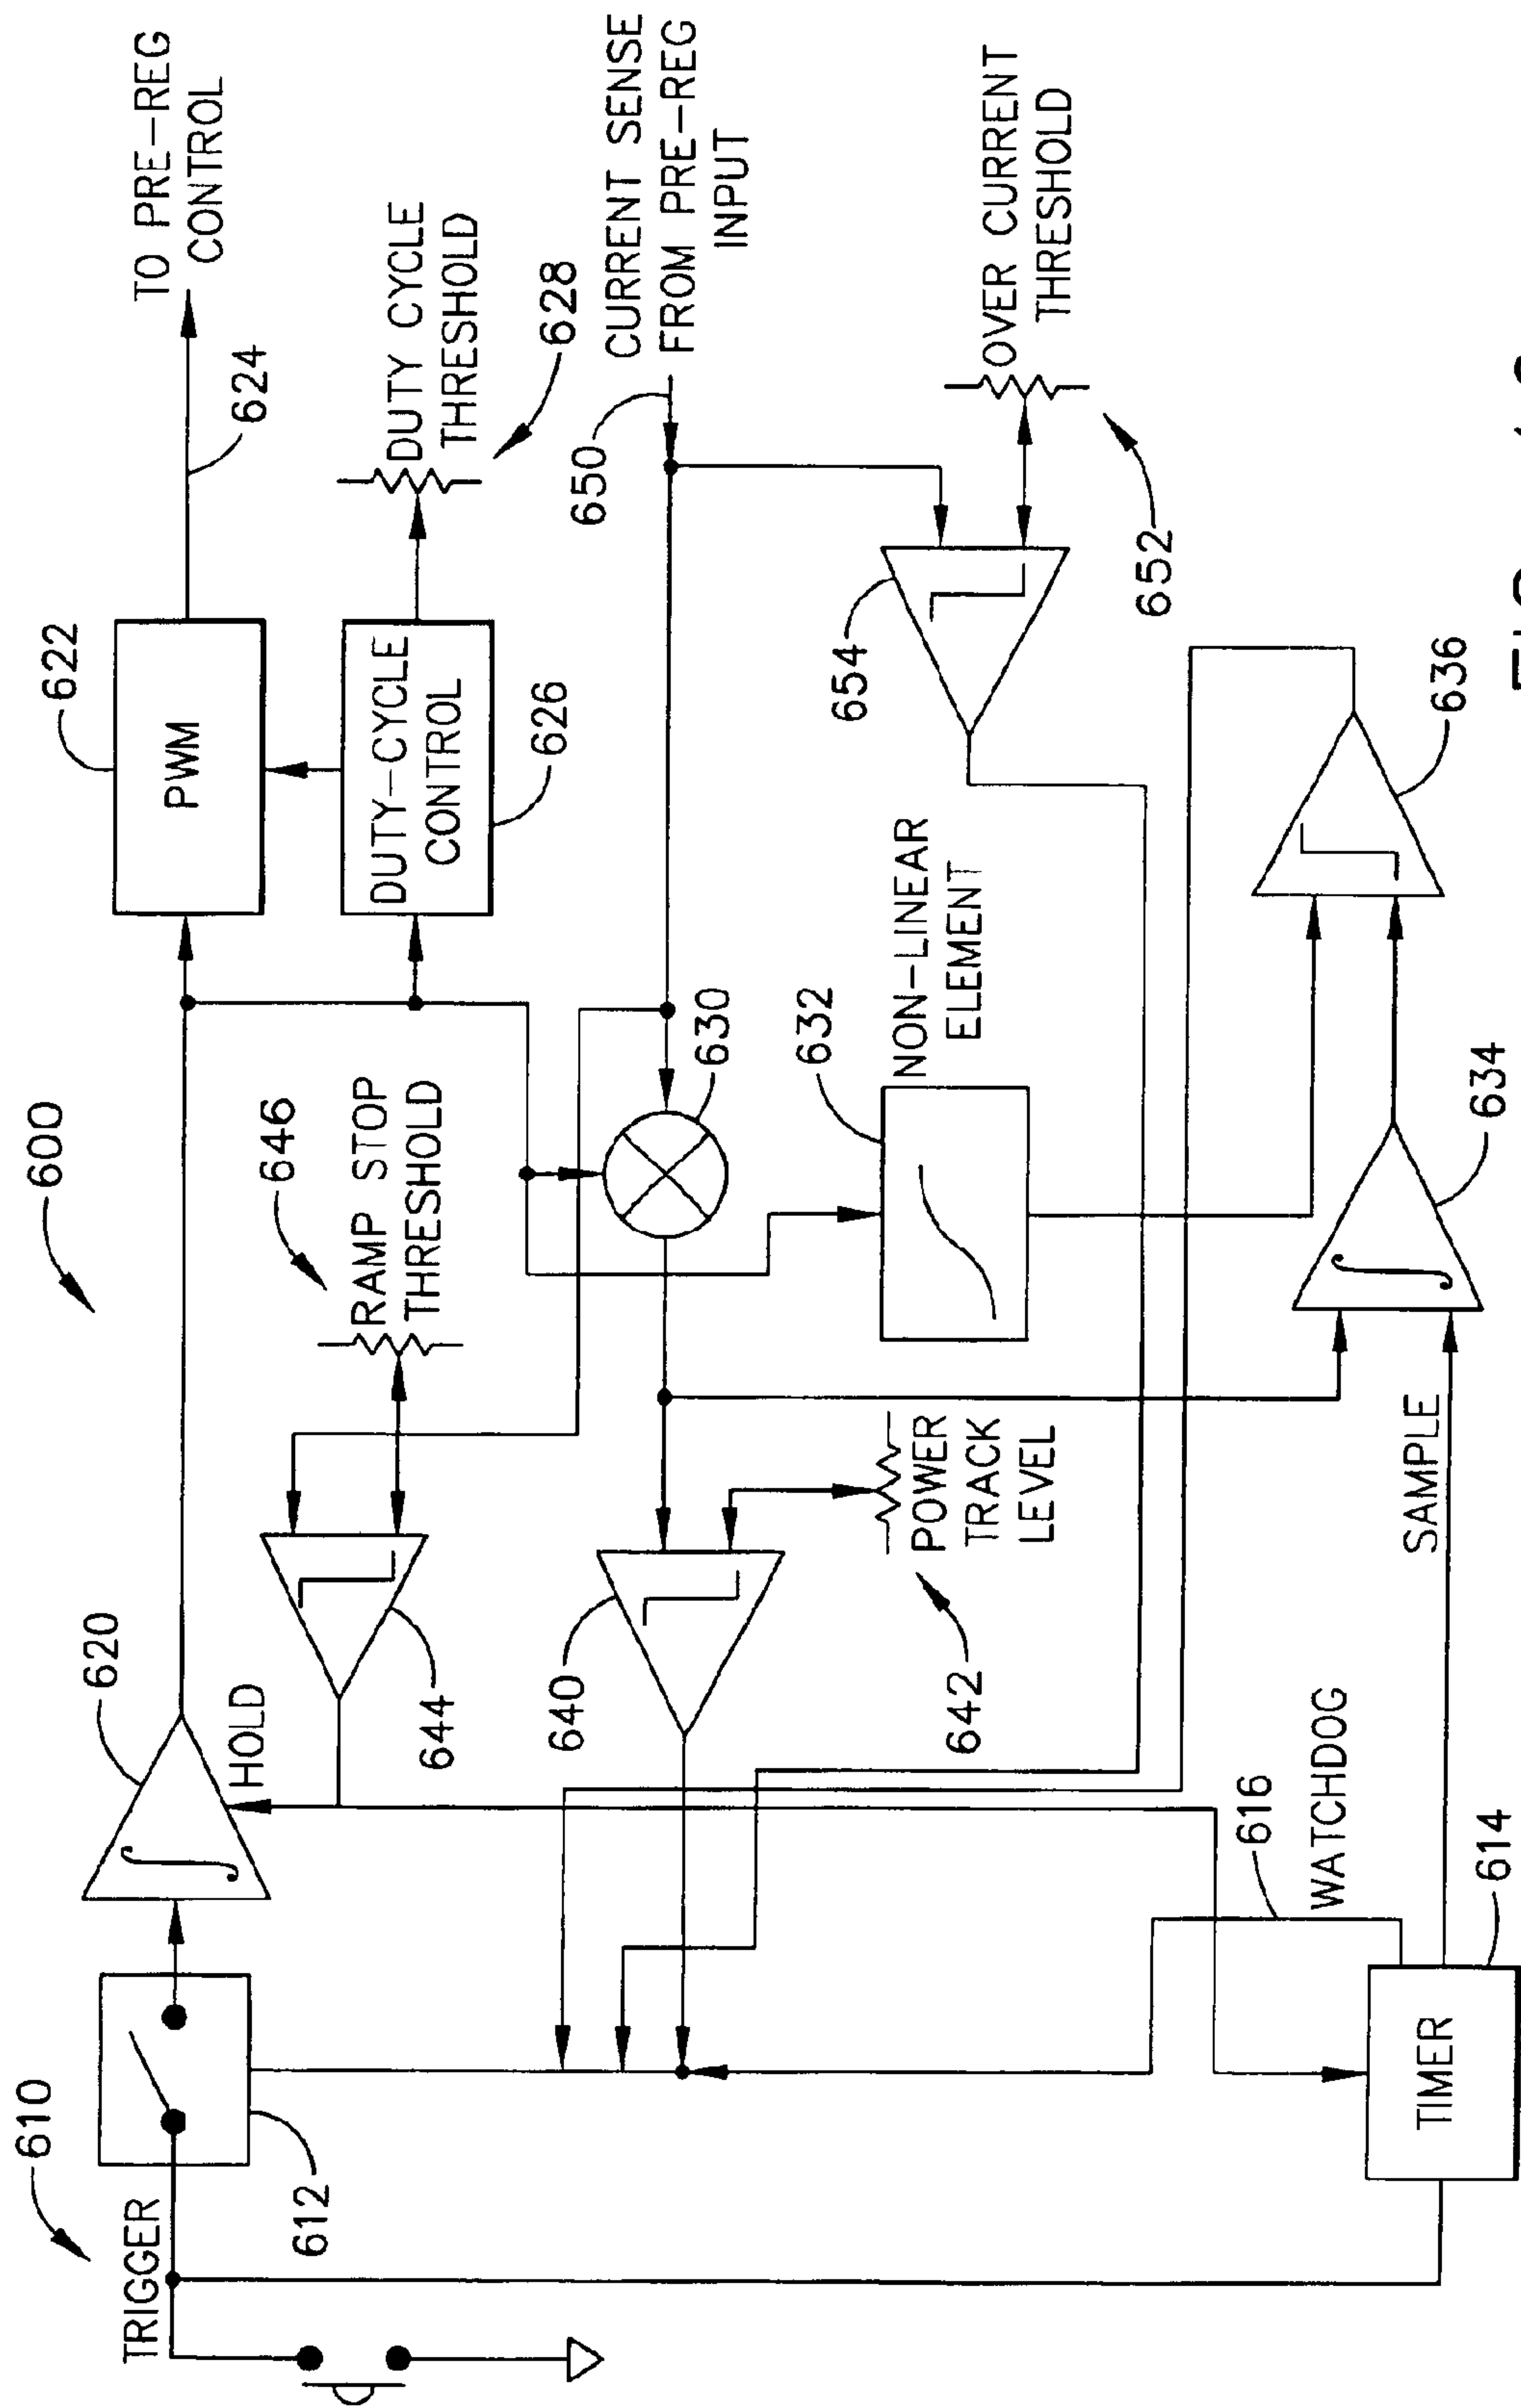 600
610
TRIGGER
612
620
HOLD
622
PWM
624
TO PRE-REG
CONTROL
DUTY-CYCLE
CONTROL
626
DUTY CYCLE
THRESHOLD
628
646
RAMP STOP
THRESHOLD
644
630
650
CURRENT SENSE
FROM PRE-REG
INPUT
640
642
POWER
TRACK
LEVEL
632
NON-LINEAR
ELEMENT
654
OVER CURRENT
THRESHOLD
652
616
WATCHDOG
TIMER
614
SAMPLE
634
636